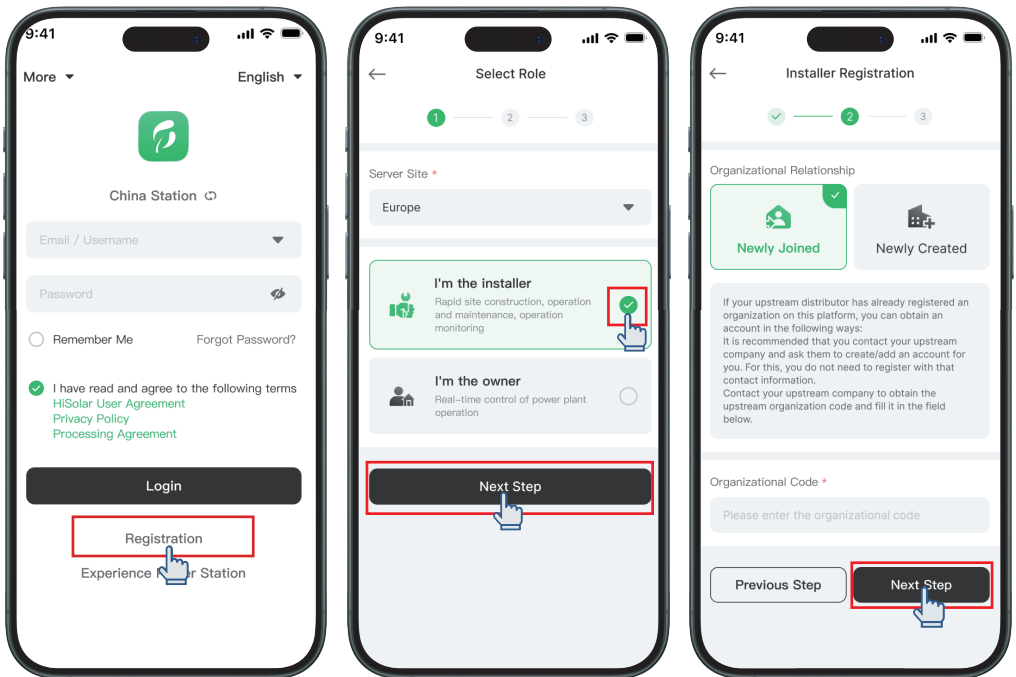 9:41
More
English
China Station
Email / Username
Password
Remember Me
Forgot Password?
I have read and agree to the following terms
HiSolar User Agreement
Privacy Policy
Processing Agreement
Login
Registration
Experience r Station
9:41
Select Role
1
2
3
Server Site *
Europe
I'm the installer
Rapid site construction, operation
and maintenance, operation
monitoring
I'm the owner
Real-time control of power plant
operation
Next Step
9:41
Installer Registration
2
3
Organizational Relationship
Newly Joined
Newly Created
If your upstream distributor has already registered an
organization on this platform, you can obtain an
account in the following ways:
It is recommended that you contact your upstream
company and ask them to create/add an account for
you. For this, you do not need to register with that
contact information.
Contact your upstream company to obtain the
upstream organization code and fill it in the field
below.
Organizational Code *
Please enter the organizational code
Previous Step
Next Step